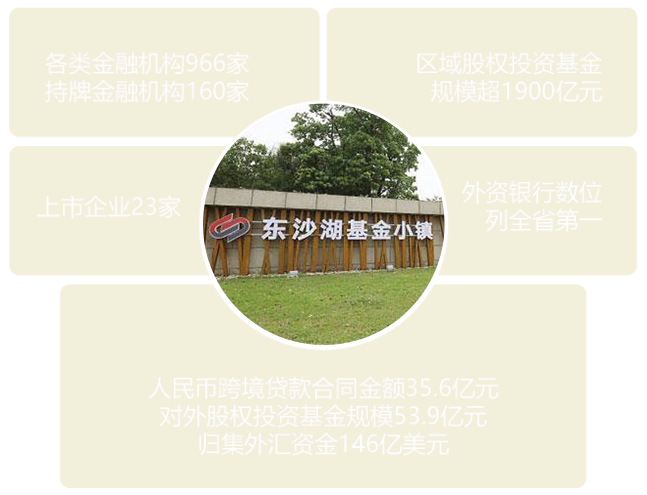 各类金融机构966家
持牌金融机构160家
区域股权投资基金
规模超1900亿元
上市企业23家
外资银行数位
列全省第一
东沙湖基金小镇
人民币跨境贷款合同金额35.6亿元
对外股权投资基金规模53.9亿元
归集外汇资金146亿美元